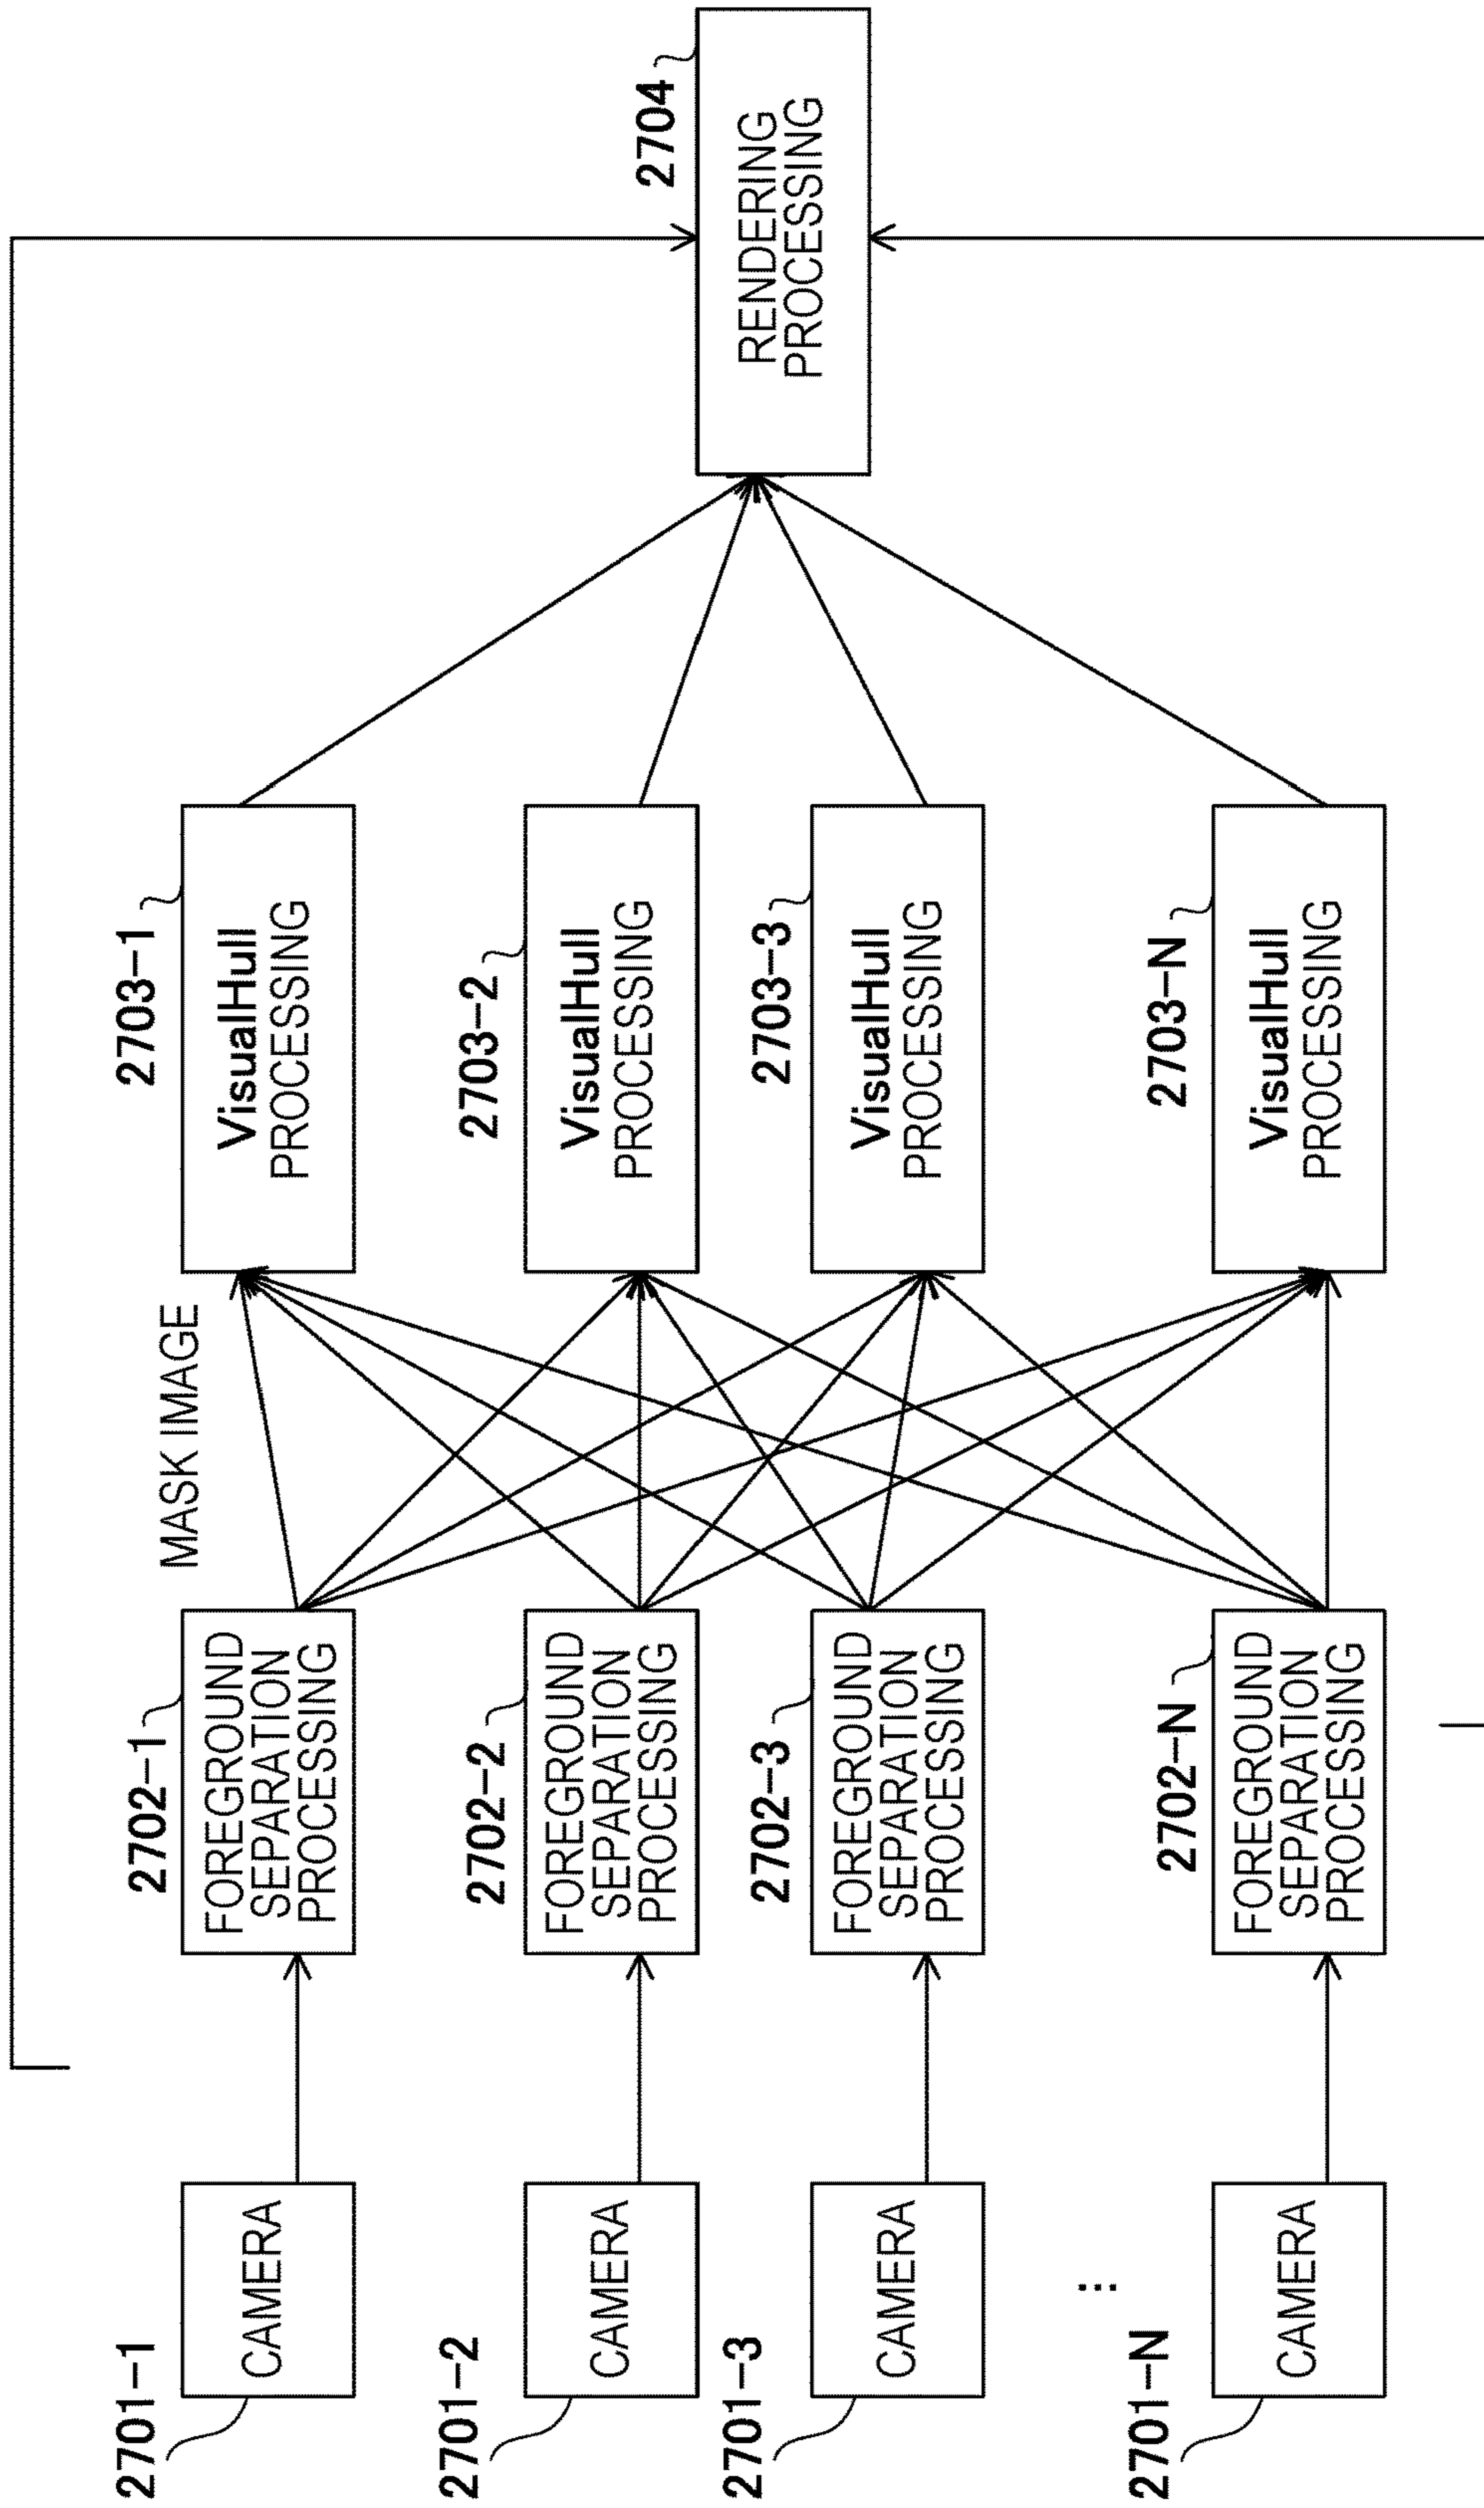 2701-1
CAMERA
2702-1
FOREGROUND
SEPARATION
PROCESSING
MASK IMAGE
2703-1
VisualHull
PROCESSING
2701-2
CAMERA
2702-2
FOREGROUND
SEPARATION
PROCESSING
2703-2
VisualHull
PROCESSING
2704
RENDERING
PROCESSING
2701-3
CAMERA
2702-3
FOREGROUND
SEPARATION
PROCESSING
2703-3
VisualHull
PROCESSING
...
2701-N
CAMERA
2702-N
FOREGROUND
SEPARATION
PROCESSING
2703-N
VisualHull
PROCESSING